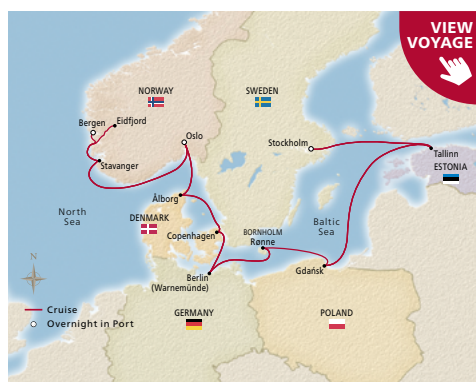 VIEW
VOYAGE
NORWAY
SWEDEN
Bergen
Eidfjord
Oslo
Stockholm
Stavanger
Tallinn
ESTONIA
Ålborg
North
Sea
DENMARK
Copenhagen
BORNHOLM
Rønne
Baltic
Sea
N
Berlin
(Warnemünde)
Gdańsk
Cruise
Overnight in Port
GERMANY
POLAND